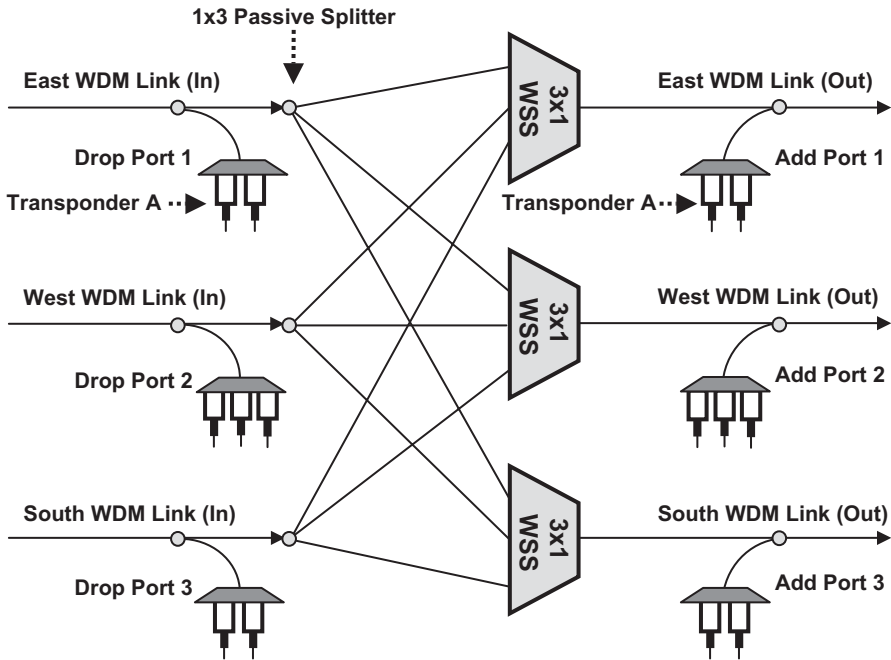 1x3 Passive Splitter
East WDM Link (In)
East WDM Link (Out)
3x1
WSS
Drop Port 1
Add Port 1
Transponder A
Transponder A
West WDM Link (In)
West WDM Link (Out)
3x1
WSS
Drop Port 2
Add Port 2
South WDM Link (In)
South WDM Link (Out)
3x1
WSS
Drop Port 3
Add Port 3